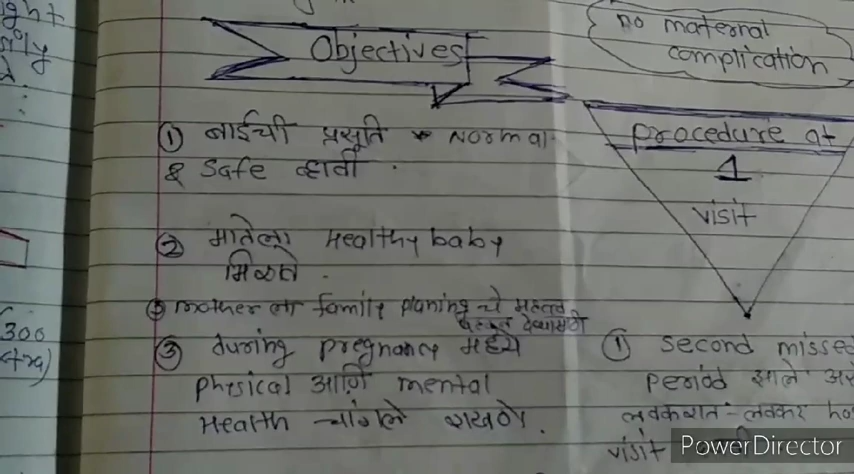 Objectives
① बाईची प्रसूति Normal
& safe व्हावी.
② मातेला Healthy baby
मिळते.
mother ला family planing चे महत्व
③ during pregnancy मध्ये
physical आणि mental
Health चांगले राखणे.
no maternal
complication
procedure at
1
visit
① second missed
period झाले
लवकरात-लवकर
visit
300
PowerDirector